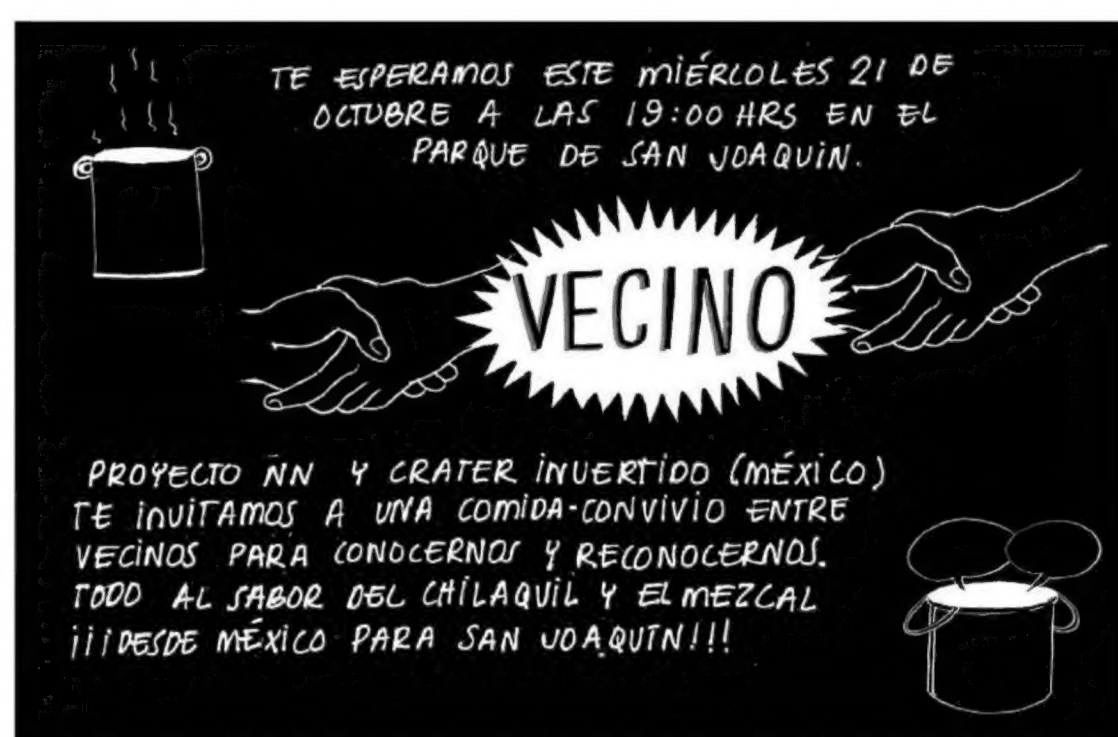 TE ESPERAMOS ESTE MIÉRCOLES 21 DE
OCTUBRE A LAS 19:00 HRS EN EL
PARQUE DE SAN JOAQUIN.
VECINO
PROYECTO ÑN Y CRATER INVERTIDO (MÉXICO)
TE INVITAMOS A UNA COMIDA-CONVIVIO ENTRE
VECINOS PARA CONOCERNOS Y RECONOCERNOS.
TODO AL SABOR DEL CHILAQUIL Y EL MEZCAL
¡¡¡DESDE MÉXICO PARA SAN JOAQUÍN!!!